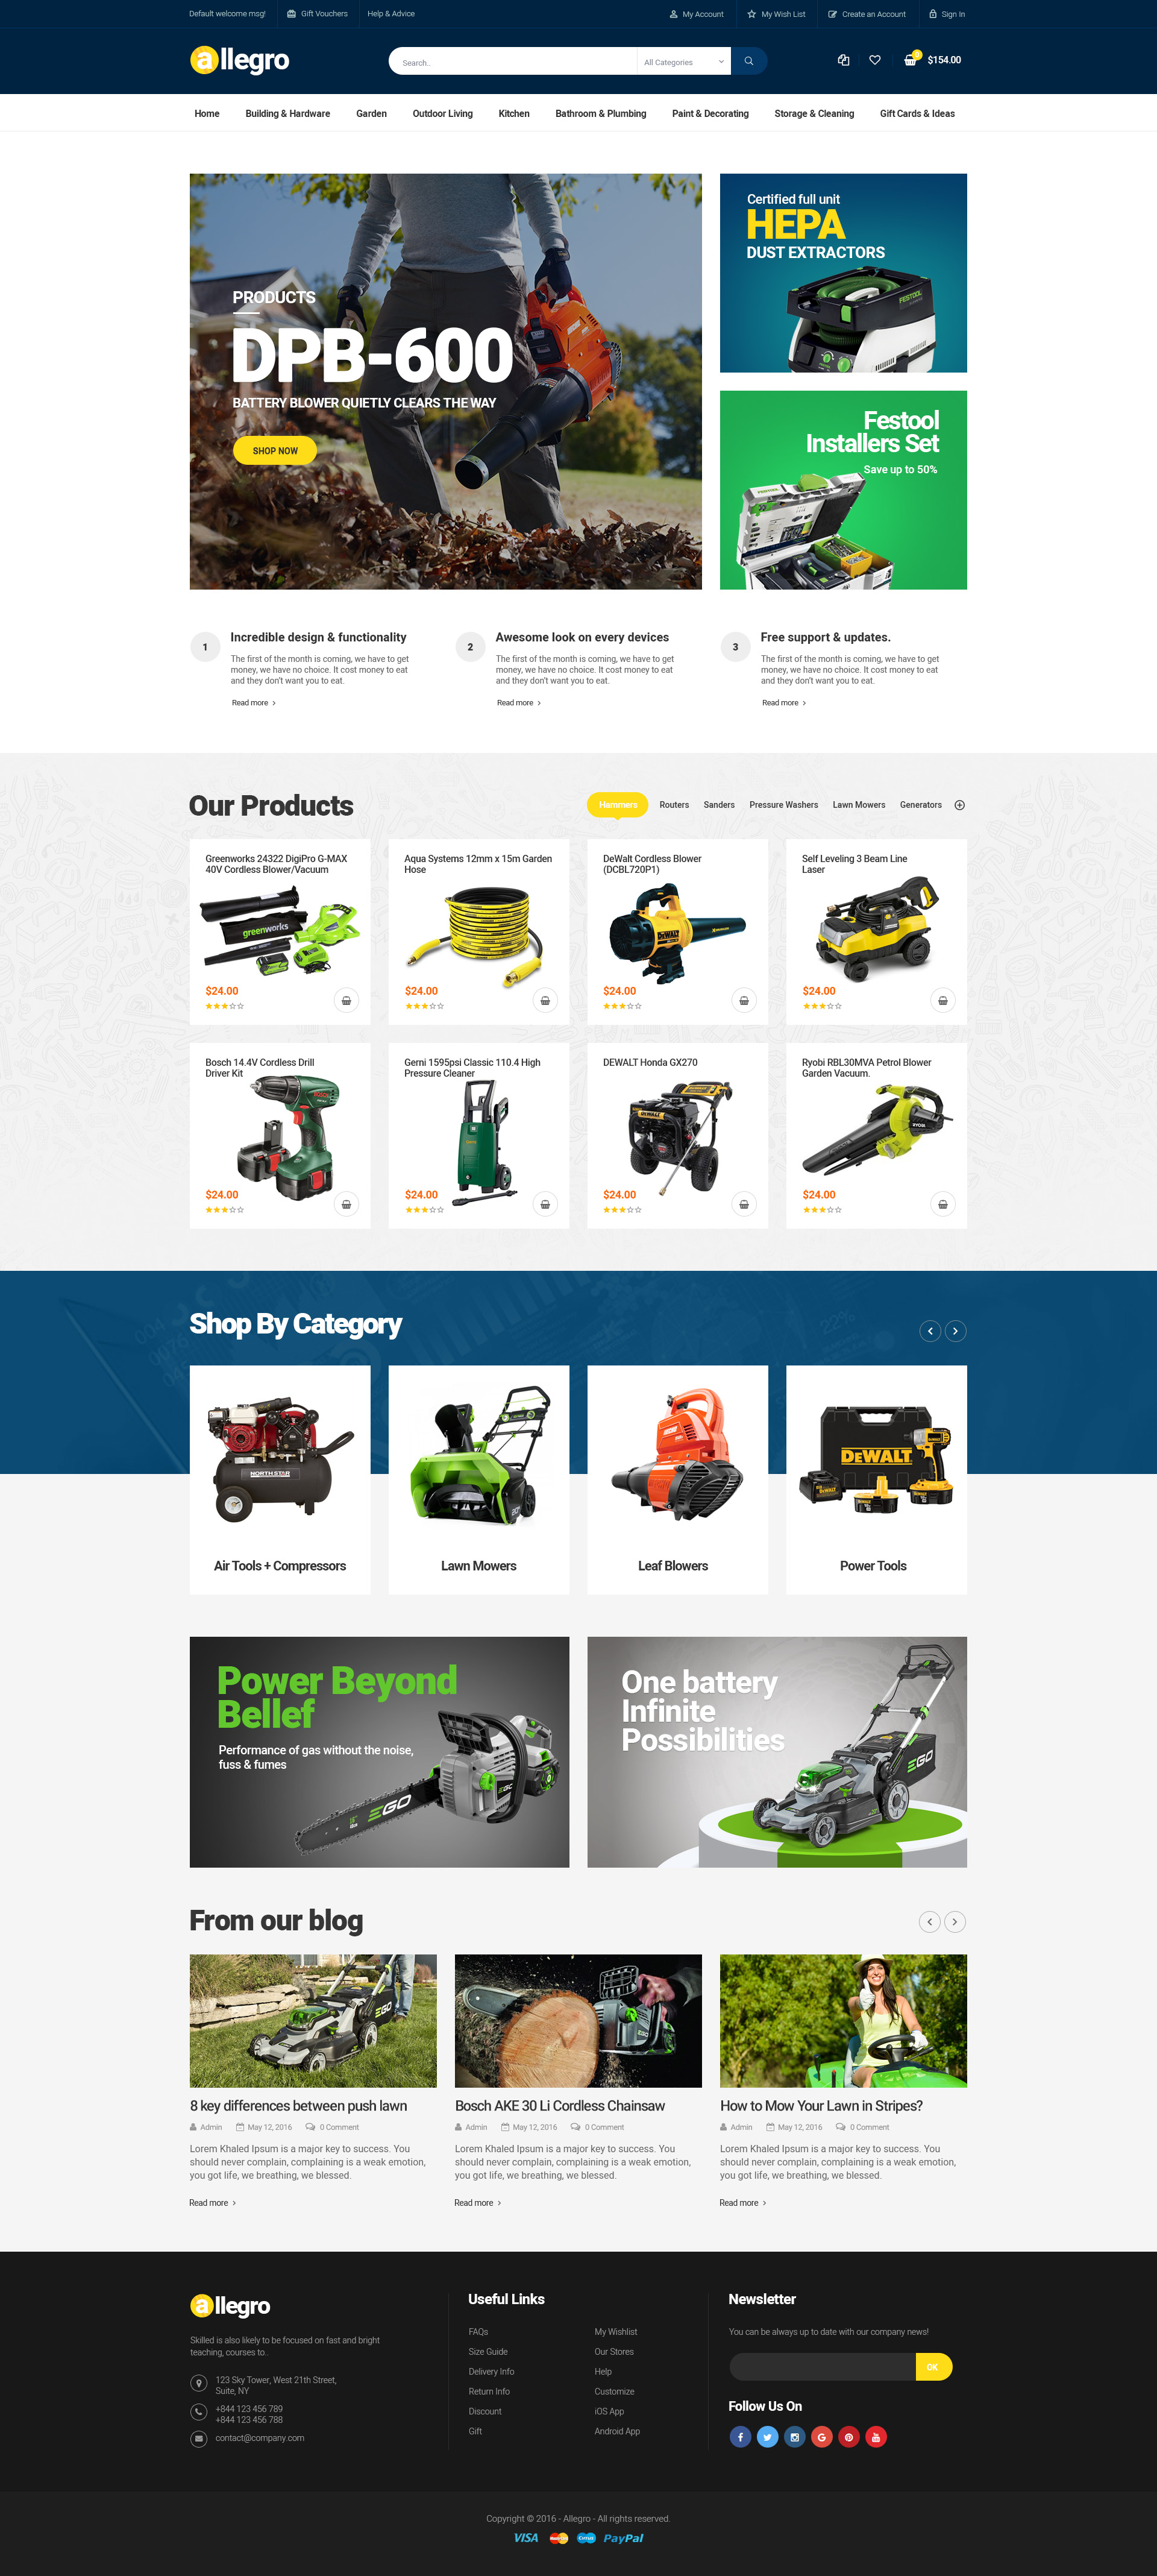 Default welcome msg!
Gift Vouchers
Help & Advice
My Account
My Wish List
Create an Account
Sign In
allegro
Search..
All Categories
0
$154.00
Home
Building & Hardware
Garden
Outdoor Living
Kitchen
Bathroom & Plumbing
Paint & Decorating
Storage & Cleaning
Gift Cards & Ideas
PRODUCTS
DPB-600
BATTERY BLOWER QUIETLY CLEARS THE WAY
SHOP NOW
Certified full unit
HEPA
DUST EXTRACTORS
FESTOOL
Festool
Installers Set
Save up to 50%
1
Incredible design & functionality
The first of the month is coming, we have to get
money, we have no choice. It cost money to eat
and they don't want you to eat.
Read more
2
Awesome look on every devices
The first of the month is coming, we have to get
money, we have no choice. It cost money to eat
and they don't want you to eat.
Read more
3
Free support & updates.
The first of the month is coming, we have to get
money, we have no choice. It cost money to eat
and they don't want you to eat.
Read more
Our Products
Hammers
Routers
Sanders
Pressure Washers
Lawn Mowers
Generators
Greenworks 24322 DigiPro G-MAX
40V Cordless Blower/Vacuum
greenworks
$24.00
Aqua Systems 12mm x 15m Garden
Hose
$24.00
DeWalt Cordless Blower
(DCBL720P1)
DEWALT
$24.00
Self Leveling 3 Beam Line
Laser
$24.00
Bosch 14.4V Cordless Drill
Driver Kit
$24.00
Gerni 1595psi Classic 110.4 High
Pressure Cleaner
$24.00
DEWALT Honda GX270
DEWALT
$24.00
Ryobi RBL30MVA Petrol Blower
Garden Vacuum.
RYOBI
$24.00
Shop By Category
NORTH STAR
Air Tools + Compressors
Lawn Mowers
Leaf Blowers
DEWALT
Power Tools
Power Beyond
Bellef
Performance of gas without the noise,
fuss & fumes
EGO
EGO
One battery
Infinite
Possibilities
EGO
From our blog
EGO
8 key differences between push lawn
Admin
May 12, 2016
0 Comment
Lorem Khaled Ipsum is a major key to success. You
should never complain, complaining is a weak emotion,
you got life, we breathing, we blessed.
Read more
Bosch AKE 30 Li Cordless Chainsaw
Admin
May 12, 2016
0 Comment
Lorem Khaled Ipsum is a major key to success. You
should never complain, complaining is a weak emotion,
you got life, we breathing, we blessed.
Read more
How to Mow Your Lawn in Stripes?
Admin
May 12, 2016
0 Comment
Lorem Khaled Ipsum is a major key to success. You
should never complain, complaining is a weak emotion,
you got life, we breathing, we blessed.
Read more
allegro
Skilled is also likely to be focused on fast and bright
teaching, courses to..
123 Sky Tower, West 21th Street,
Suite, NY
+844 123 456 789
+844 123 456 788
contact@company.com
Useful Links
FAQs
Size Guide
Delivery Info
Return Info
Discount
Gift
My Wishlist
Our Stores
Help
Customize
iOS App
Android App
Newsletter
You can be always up to date with our company news!
OK
Follow Us On
Copyright © 2016 - Allegro - All rights reserved.
VISA
Cirrus
PayPal